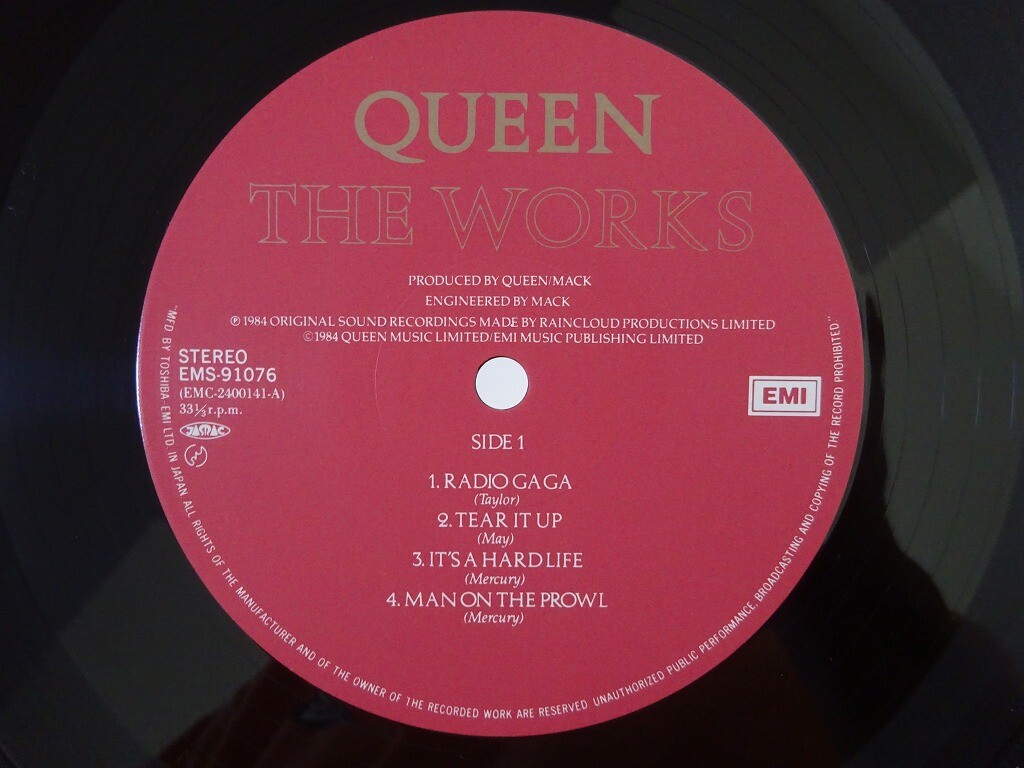 QUEEN
THE WORKS
PRODUCED BY QUEEN/MACK
ENGINEERED BY MACK
℗ 1984 ORIGINAL SOUND RECORDINGS MADE BY RAINCLOUD PRODUCTIONS LIMITED
© 1984 QUEEN MUSIC LIMITED/EMI MUSIC PUBLISHING LIMITED
STEREO
EMS-91076
(EMC-2400141-A)
33⅓ r.p.m.
JASRAC
EMI
SIDE 1
1. RADIO GA GA
(Taylor)
2. TEAR IT UP
(May)
3. IT'S A HARD LIFE
(Mercury)
4. MAN ON THE PROWL
(Mercury)
"MFD BY TOSHIBA-EMI LTD. IN JAPAN ALL RIGHTS OF THE MANUFACTURER AND OF THE OWNER OF THE RECORDED WORK ARE RESERVED UNAUTHORIZED PUBLIC PERFORMANCE, BROADCASTING AND COPYING OF THE RECORD PROHIBITED"